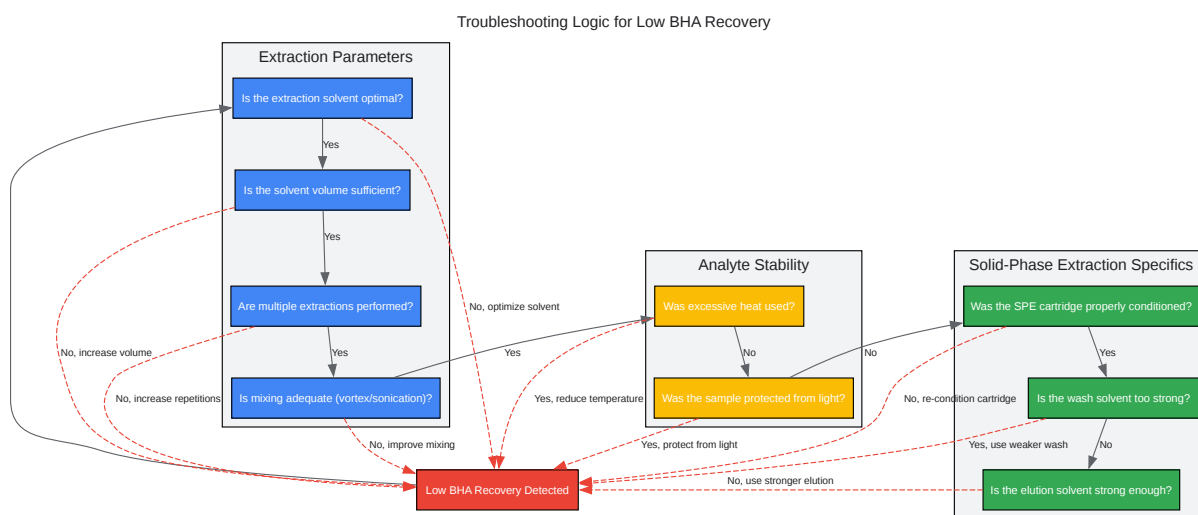 Troubleshooting Logic for Low BHA Recovery
Extraction Parameters
Is the extraction solvent optimal?
Yes
Is the solvent volume sufficient?
Yes
Are multiple extractions performed?
Yes
Is mixing adequate (vortex/sonication)?
No, optimize solvent
No, increase volume
No, increase repetitions
No, improve mixing
Yes
Analyte Stability
Was excessive heat used?
No
Was the sample protected from light?
Yes, reduce temperature
Yes, protect from light
No
Solid-Phase Extraction Specifics
Was the SPE cartridge properly conditioned?
Yes
Is the wash solvent too strong?
No
Is the elution solvent strong enough?
No, re-condition cartridge
Yes, use weaker wash
No, use stronger elution
Low BHA Recovery Detected